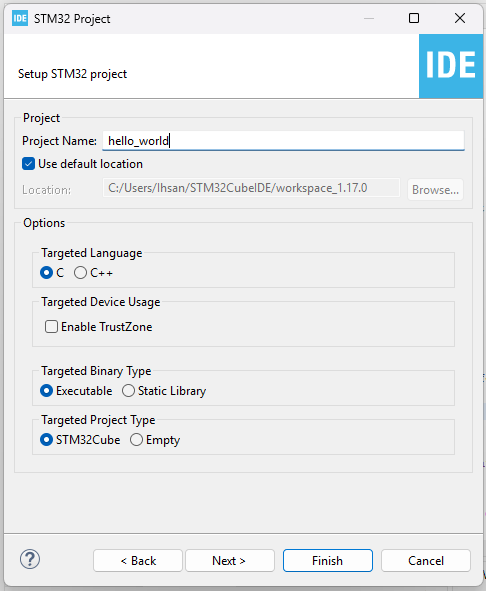 IDE STM32 Project
Setup STM32 project
IDE
Project
Project Name: hello_world
Use default location
Location: C:/Users/Ihsan/STM32CubeIDE/workspace_1.17.0 Browse...
Options
Targeted Language
C C++
Targeted Device Usage
Enable TrustZone
Targeted Binary Type
Executable Static Library
Targeted Project Type
STM32Cube Empty
? < Back Next > Finish Cancel